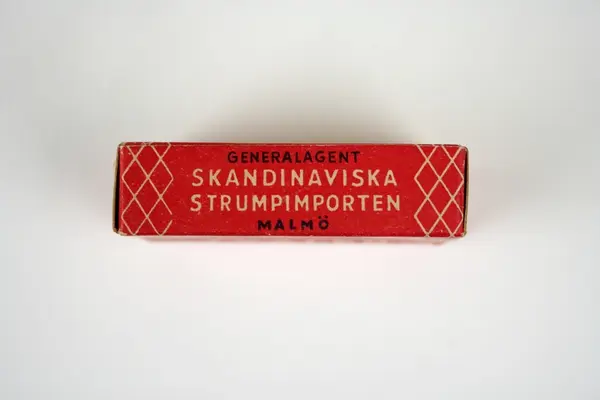 GENERALAGENT
SKANDINAVISKA
STRUMPIMPORTEN
MALMÖ